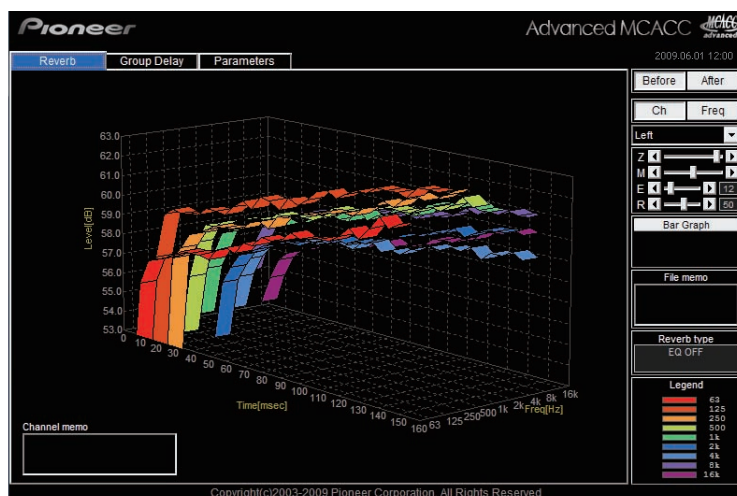 Pioneer
Advanced MCACC
MCACC
advanced
2009.06.01 12:00
Reverb
Group Delay
Parameters
Before
After
Ch
Freq
Left
Z
M
E
12
R
50
Bar Graph
File memo
Reverb type
EQ OFF
Legend
63
125
250
500
1k
2k
4k
8k
16k
Level[dB]
63.0
62.0
61.0
60.0
59.0
58.0
57.0
56.0
55.0
54.0
53.0
0
10
20
30
40
50
60
70
80
90
100
110
120
130
140
150
160
Time[msec]
63
125
250
500
1k
2k
4k
8k
16k
Freq[Hz]
Channel memo
Copyright(c)2003-2009 Pioneer Corporation. All Rights Reserved